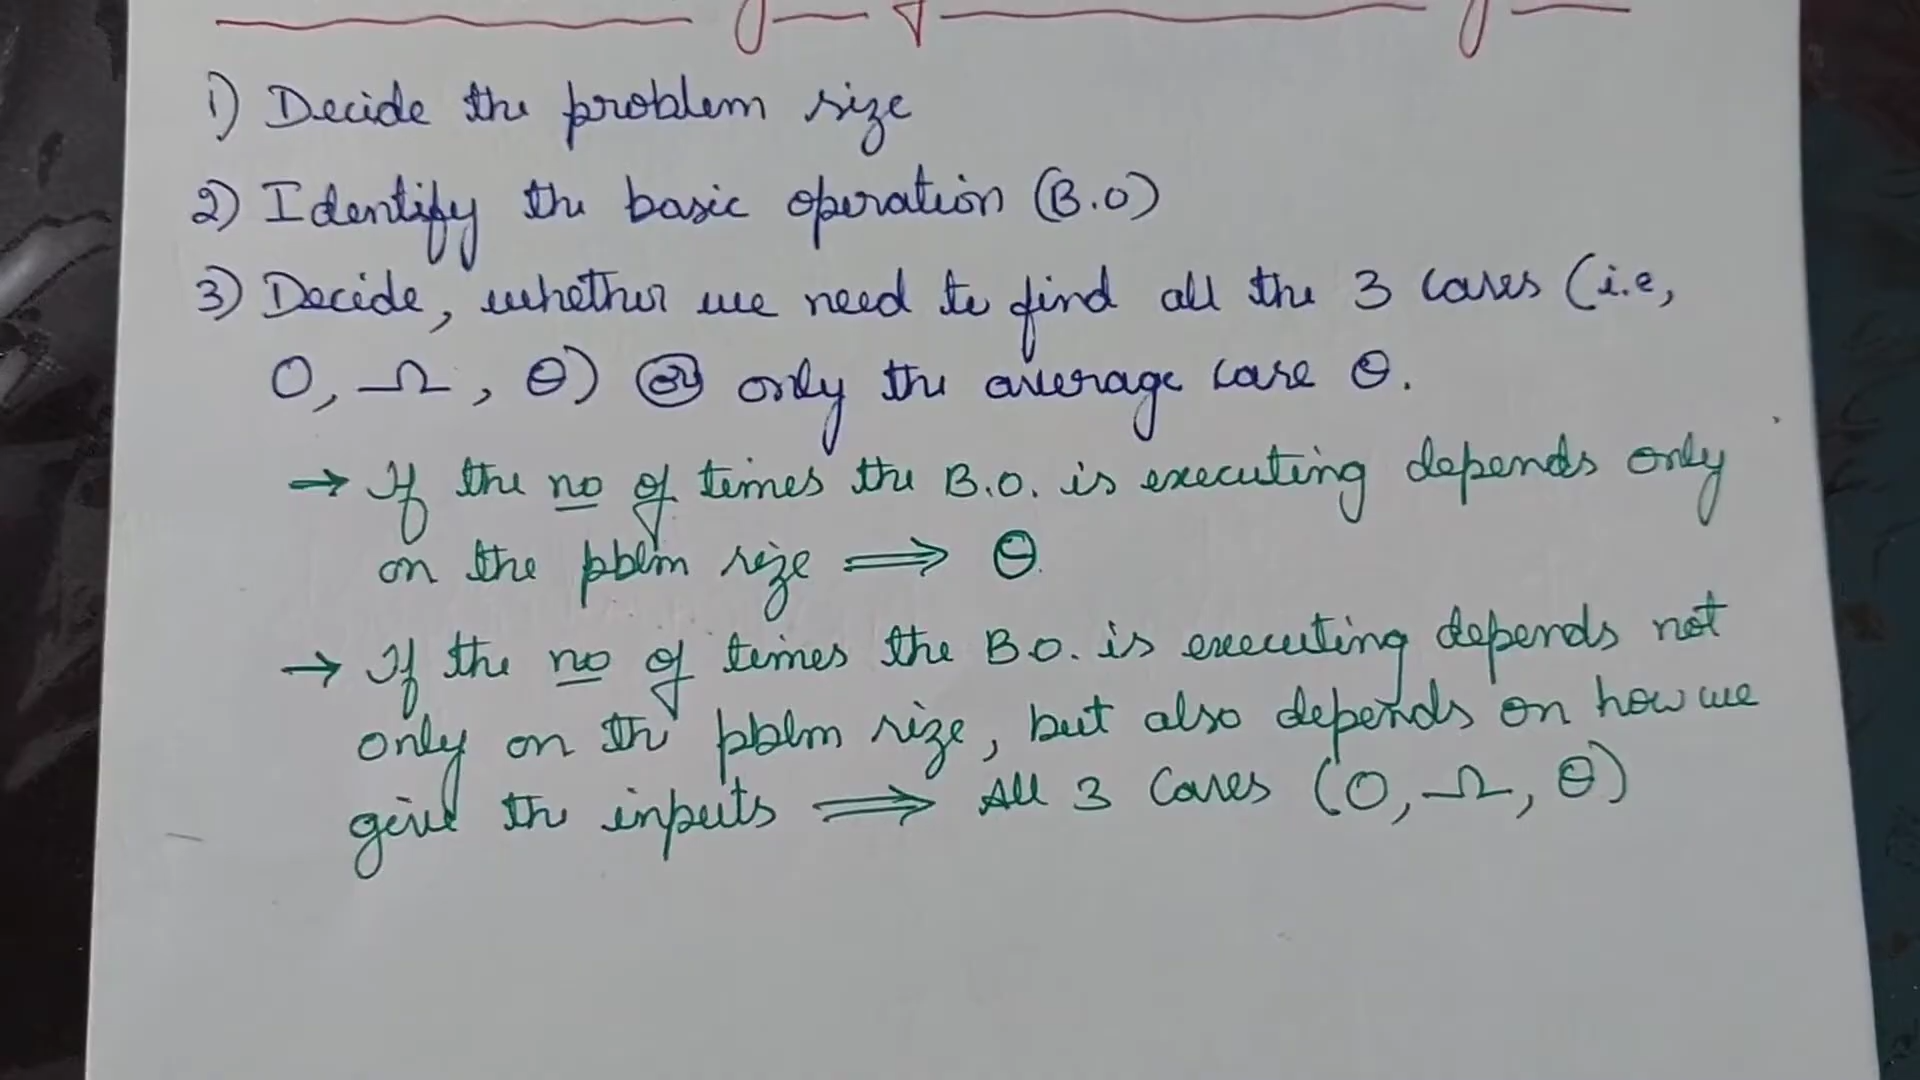 1) Decide the problem size
2) Identify the basic operation (B.O)
3) Decide, whether we need to find all the 3 cases (i.e,
O, Ω, Θ) or only the average case Θ.
→ If the no of times the B.O. is executing depends only
on the pblm size ⟹ Θ.
→ If the no of times the B.O. is executing depends not
only on the pblm size, but also depends on how we
give the inputs ⟹ All 3 Cases (O, Ω, Θ)